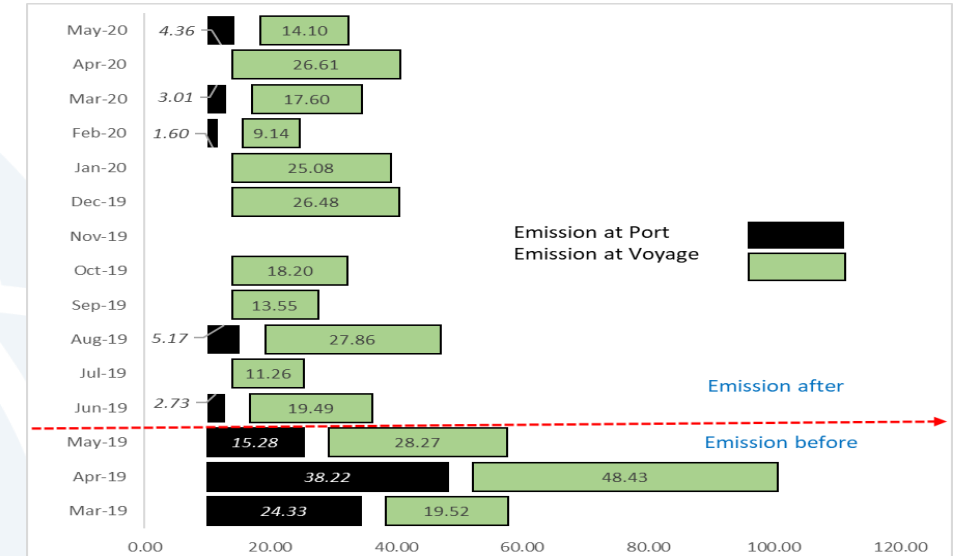 May-20 4.36 14.10
Apr-20 26.61
Mar-20 3.01 17.60
Feb-20 1.60 9.14
Jan-20 25.08
Dec-19 26.48
Nov-19
Emission at Port
Emission at Voyage
Oct-19 18.20
Sep-19 13.55
Aug-19 5.17 27.86
Jul-19 11.26
Emission after
Jun-19 2.73 19.49
May-19 15.28 28.27 Emission before
Apr-19 38.22 48.43
Mar-19 24.33 19.52
0.00 20.00 40.00 60.00 80.00 100.00 120.00